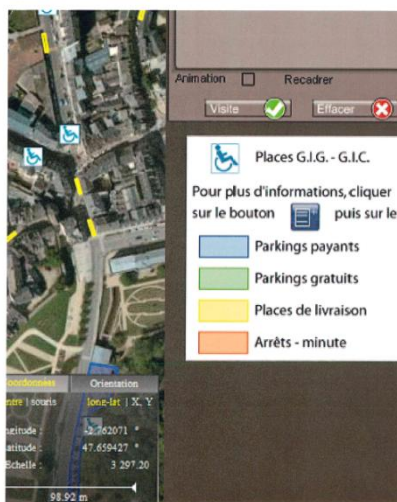 Animation Recadrer
Visite Effacer
Places G.I.G. - G.I.C.
Pour plus d'informations, cliquer
sur le bouton puis sur le
Parkings payants
Parkings gratuits
Places de livraison
Arrêts - minute
Orientation
souris long-lat | X, Y
-2.762071 °
47.659427 °
Echelle : 3 297.20
98.92 m